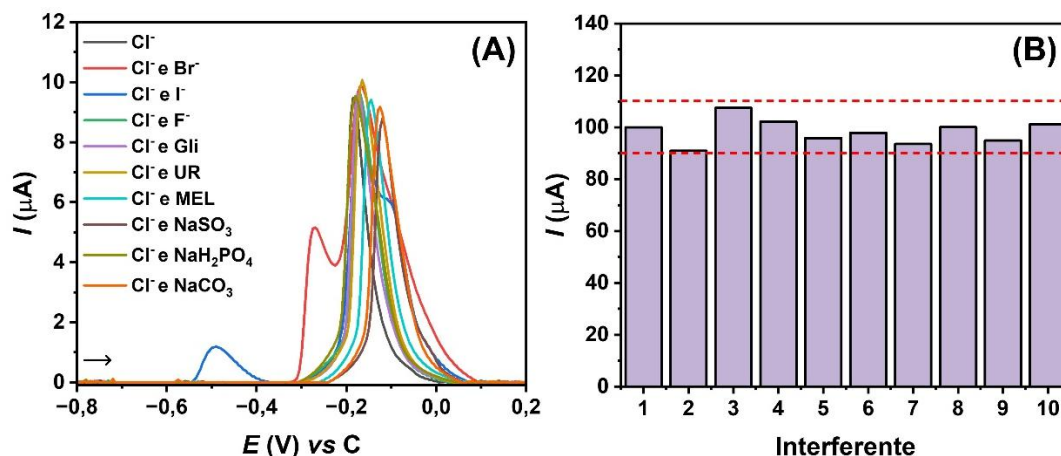 (A)
12
10
8
6
4
2
0
I (µA)
Cl⁻
Cl⁻ e Br⁻
Cl⁻ e I⁻
Cl⁻ e F⁻
Cl⁻ e Gli
Cl⁻ e UR
Cl⁻ e MEL
Cl⁻ e NaSO₃
Cl⁻ e NaH₂PO₄
Cl⁻ e NaCO₃
−0,8 −0,6 −0,4 −0,2 0,0 0,2
E (V) vs C
(B)
140
120
100
80
60
40
20
0
I (µA)
1 2 3 4 5 6 7 8 9 10
Interferente